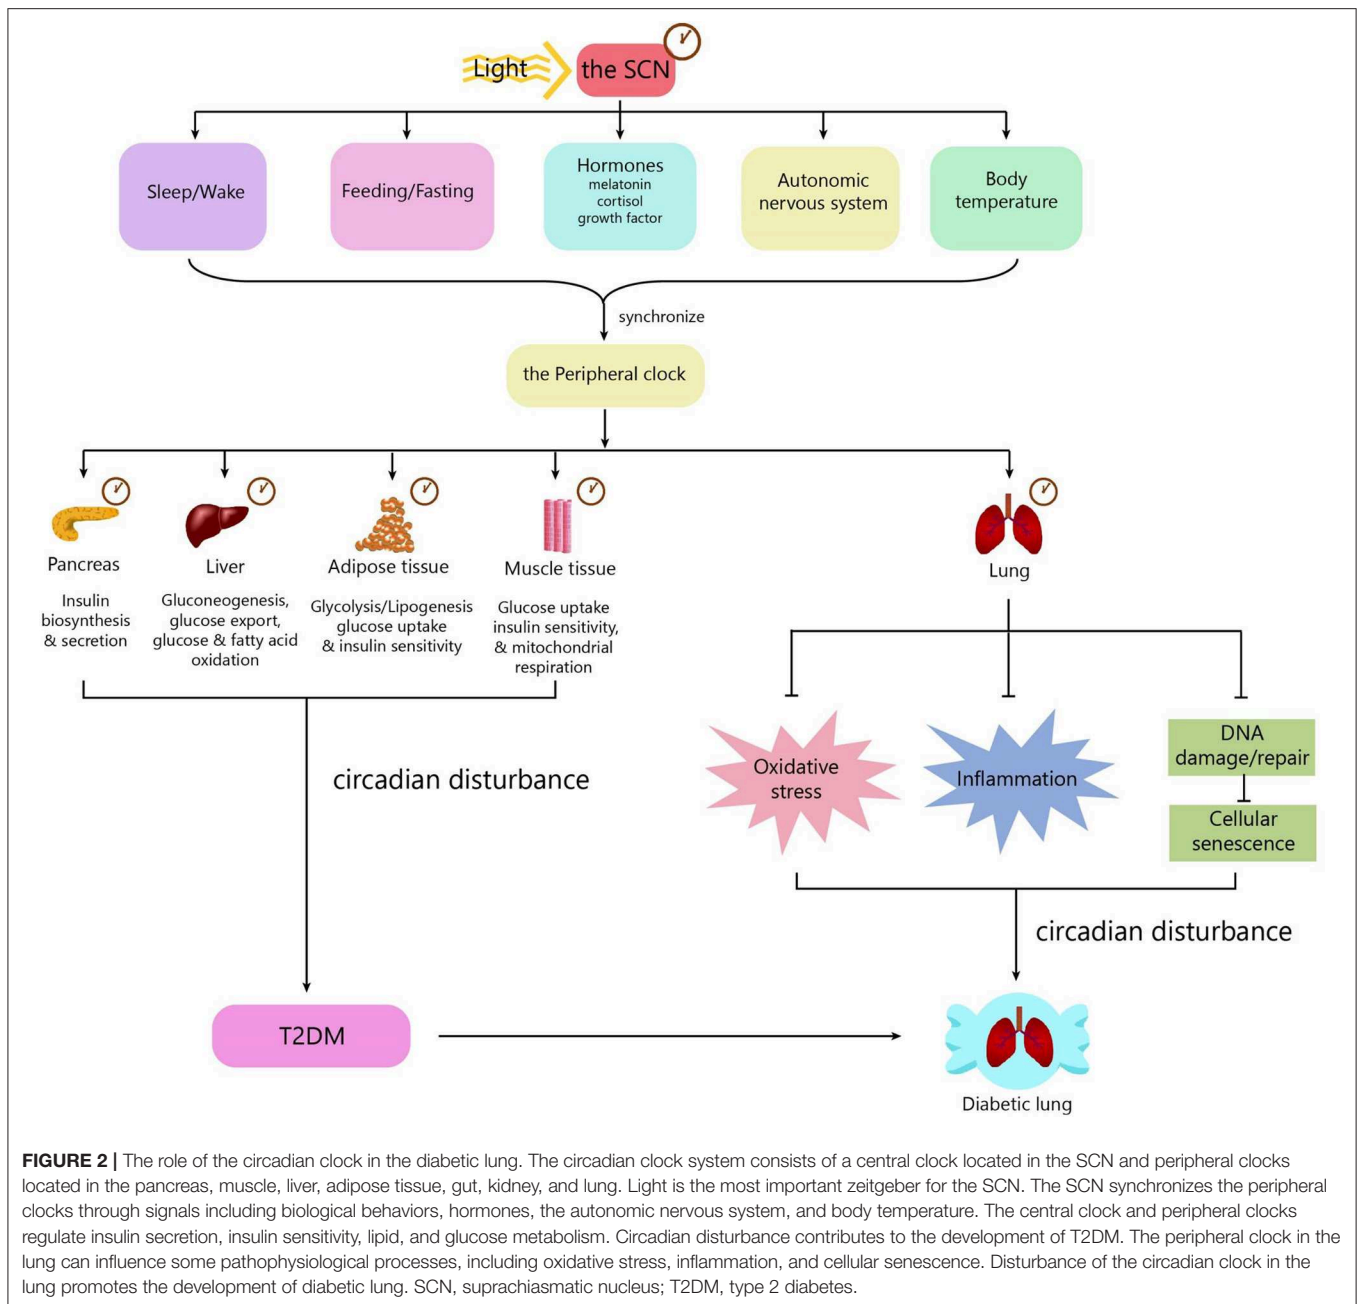 Light
the SCN
Sleep/Wake
Feeding/Fasting
Hormones
melatonin
cortisol
growth factor
Autonomic
nervous system
Body
temperature
synchronize
the Peripheral clock
Pancreas
Insulin
biosynthesis
& secretion
Liver
Gluconeogenesis,
glucose export,
glucose & fatty acid
oxidation
Adipose tissue
Glycolysis/Lipogenesis
glucose uptake
& insulin sensitivity
Muscle tissue
Glucose uptake
insulin sensitivity,
& mitochondrial
respiration
Lung
circadian disturbance
Oxidative
stress
Inflammation
DNA
damage/repair
Cellular
senescence
circadian disturbance
T2DM
Diabetic lung
FIGURE 2 | The role of the circadian clock in the diabetic lung. The circadian clock system consists of a central clock located in the SCN and peripheral clocks
located in the pancreas, muscle, liver, adipose tissue, gut, kidney, and lung. Light is the most important zeitgeber for the SCN. The SCN synchronizes the peripheral
clocks through signals including biological behaviors, hormones, the autonomic nervous system, and body temperature. The central clock and peripheral clocks
regulate insulin secretion, insulin sensitivity, lipid, and glucose metabolism. Circadian disturbance contributes to the development of T2DM. The peripheral clock in the
lung can influence some pathophysiological processes, including oxidative stress, inflammation, and cellular senescence. Disturbance of the circadian clock in the
lung promotes the development of diabetic lung. SCN, suprachiasmatic nucleus; T2DM, type 2 diabetes.